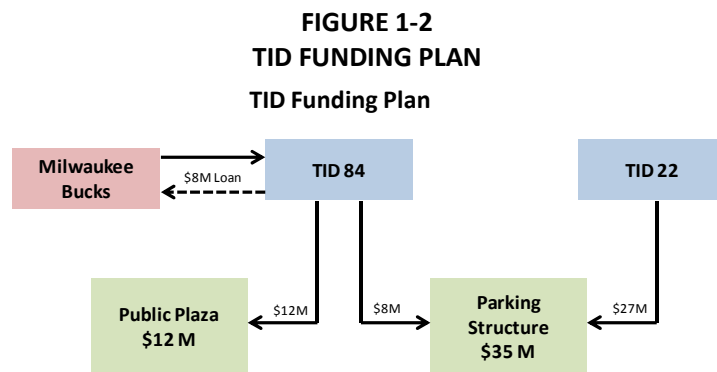 FIGURE 1-2
TID FUNDING PLAN
TID Funding Plan
Milwaukee
Bucks
$8M Loan
TID 84
TID 22
Public Plaza
$12 M
$12M
$8M
Parking
Structure
$35 M
$27M